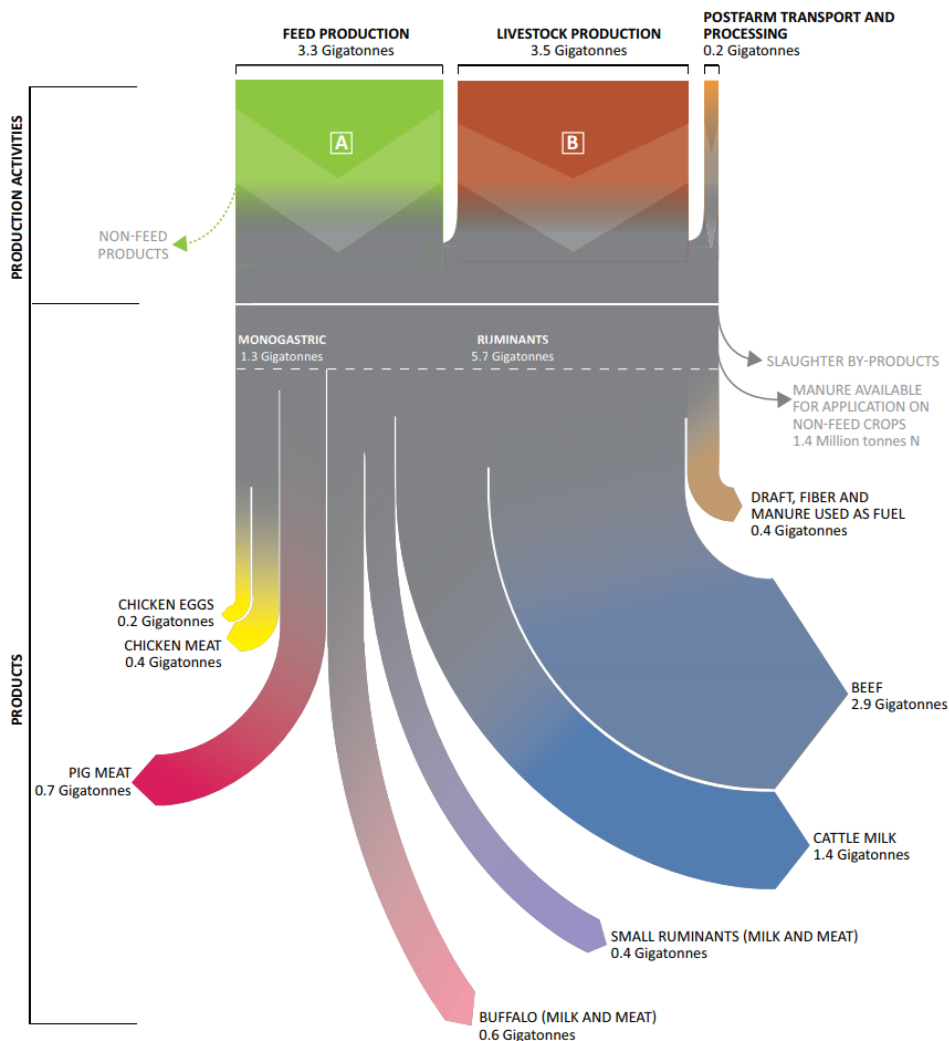 FEED PRODUCTION
3.3 Gigatonnes
LIVESTOCK PRODUCTION
3.5 Gigatonnes
POSTFARM TRANSPORT AND
PROCESSING
0.2 Gigatonnes
PRODUCTION ACTIVITIES
A
B
NON-FEED
PRODUCTS
MONOGASTRIC
1.3 Gigatonnes
RUMINANTS
5.7 Gigatonnes
SLAUGHTER BY-PRODUCTS
MANURE AVAILABLE
FOR APPLICATION ON
NON-FEED CROPS
1.4 Million tonnes N
DRAFT, FIBER AND
MANURE USED AS FUEL
0.4 Gigatonnes
PRODUCTS
CHICKEN EGGS
0.2 Gigatonnes
CHICKEN MEAT
0.4 Gigatonnes
BEEF
2.9 Gigatonnes
PIG MEAT
0.7 Gigatonnes
CATTLE MILK
1.4 Gigatonnes
SMALL RUMINANTS (MILK AND MEAT)
0.4 Gigatonnes
BUFFALO (MILK AND MEAT)
0.6 Gigatonnes